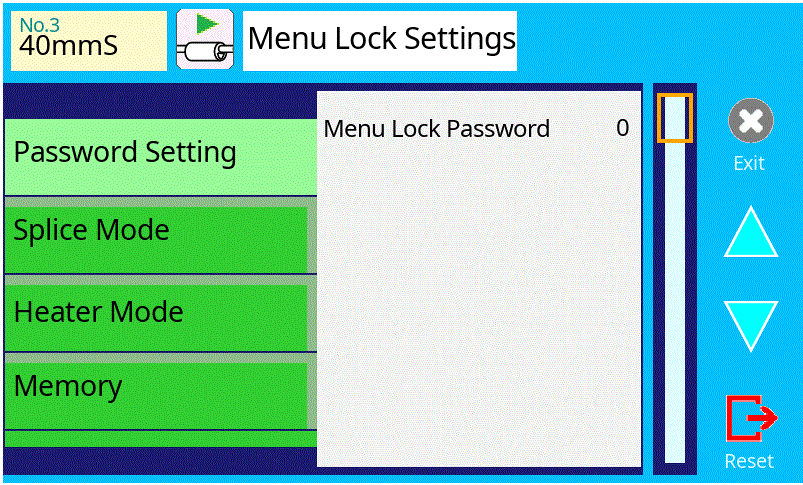 No.3
40mmS
Menu Lock Settings
Password Setting
Menu Lock Password 0
Splice Mode
Heater Mode
Memory
Exit
Reset